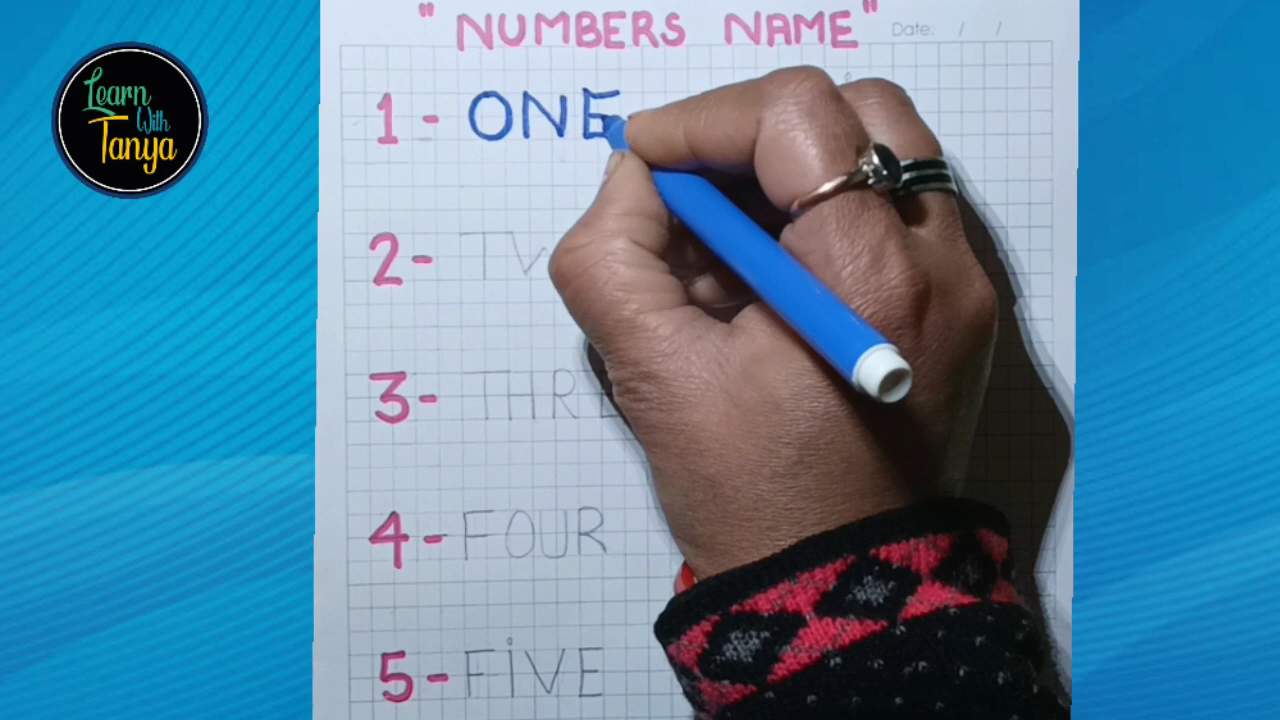 Learn
With
Tanya
" NUMBERS NAME "
Date: / /
1 - ONE
2 -
3 -
4 - FOUR
5 - FiVE